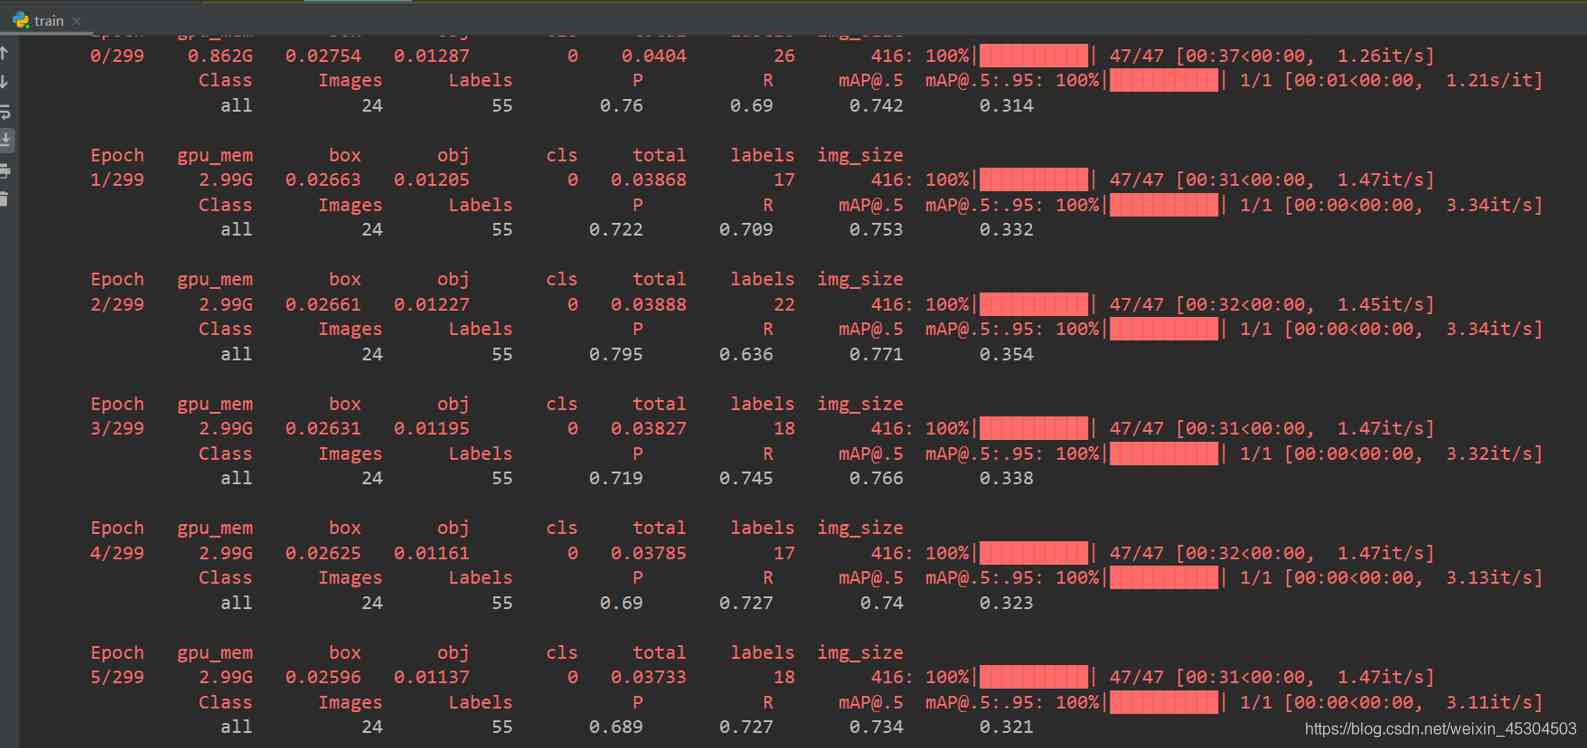 train
Epoch gpu_mem box obj cls total labels img_size
0/299 0.862G 0.02754 0.01287 0 0.0404 26 416: 100%|██████████| 47/47 [00:37<00:00, 1.26it/s]
Class Images Labels P R mAP@.5 mAP@.5:.95: 100%|██████████| 1/1 [00:01<00:00, 1.21s/it]
all 24 55 0.76 0.69 0.742 0.314
Epoch gpu_mem box obj cls total labels img_size
1/299 2.99G 0.02663 0.01205 0 0.03868 17 416: 100%|██████████| 47/47 [00:31<00:00, 1.47it/s]
Class Images Labels P R mAP@.5 mAP@.5:.95: 100%|██████████| 1/1 [00:00<00:00, 3.34it/s]
all 24 55 0.722 0.709 0.753 0.332
Epoch gpu_mem box obj cls total labels img_size
2/299 2.99G 0.02661 0.01227 0 0.03888 22 416: 100%|██████████| 47/47 [00:32<00:00, 1.45it/s]
Class Images Labels P R mAP@.5 mAP@.5:.95: 100%|██████████| 1/1 [00:00<00:00, 3.34it/s]
all 24 55 0.795 0.636 0.771 0.354
Epoch gpu_mem box obj cls total labels img_size
3/299 2.99G 0.02631 0.01195 0 0.03827 18 416: 100%|██████████| 47/47 [00:31<00:00, 1.47it/s]
Class Images Labels P R mAP@.5 mAP@.5:.95: 100%|██████████| 1/1 [00:00<00:00, 3.32it/s]
all 24 55 0.719 0.745 0.766 0.338
Epoch gpu_mem box obj cls total labels img_size
4/299 2.99G 0.02625 0.01161 0 0.03785 17 416: 100%|██████████| 47/47 [00:32<00:00, 1.47it/s]
Class Images Labels P R mAP@.5 mAP@.5:.95: 100%|██████████| 1/1 [00:00<00:00, 3.13it/s]
all 24 55 0.69 0.727 0.74 0.323
Epoch gpu_mem box obj cls total labels img_size
5/299 2.99G 0.02596 0.01137 0 0.03733 18 416: 100%|██████████| 47/47 [00:31<00:00, 1.47it/s]
Class Images Labels P R mAP@.5 mAP@.5:.95: 100%|██████████| 1/1 [00:00<00:00, 3.11it/s]
all 24 55 0.689 0.727 0.734 0.321
https://blog.csdn.net/weixin_45304503